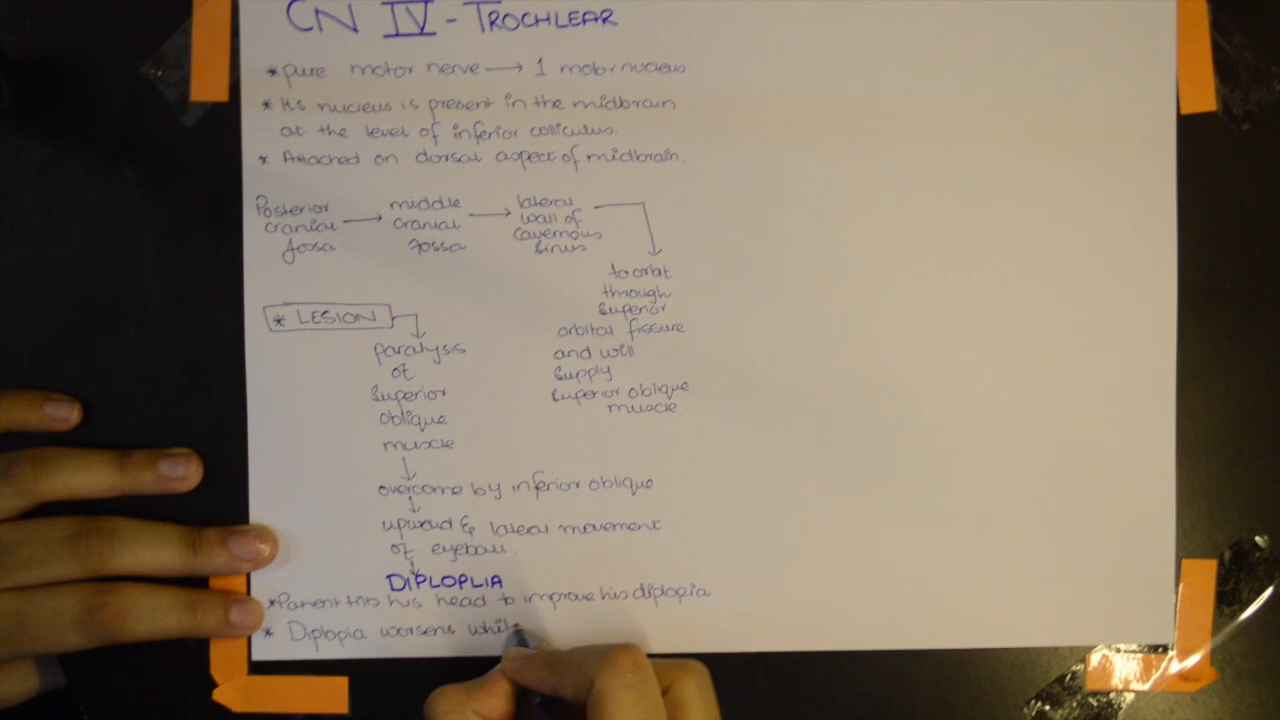 CN IV - TROCHLEAR
* pure motor nerve → 1 motor nucleus.
* Its nucleus is present in the midbrain
at the level of inferior colliculus.
* Attached on dorsal aspect of midbrain.
Posterior
cranial
fossa
→
middle
cranial
fossa
→
lateral
wall of
cavernous
sinus
to orbit
through
superior
orbital fissure
and will
supply
superior oblique
muscle.
* LESION
paralysis
of
superior
oblique
muscle
↓
overcome by inferior oblique
↓
upward & lateral movement
of eyeball.
↓
DIPLOPLIA
* Patient tilts his head to improve his diplopia
* Diplopia worsens while